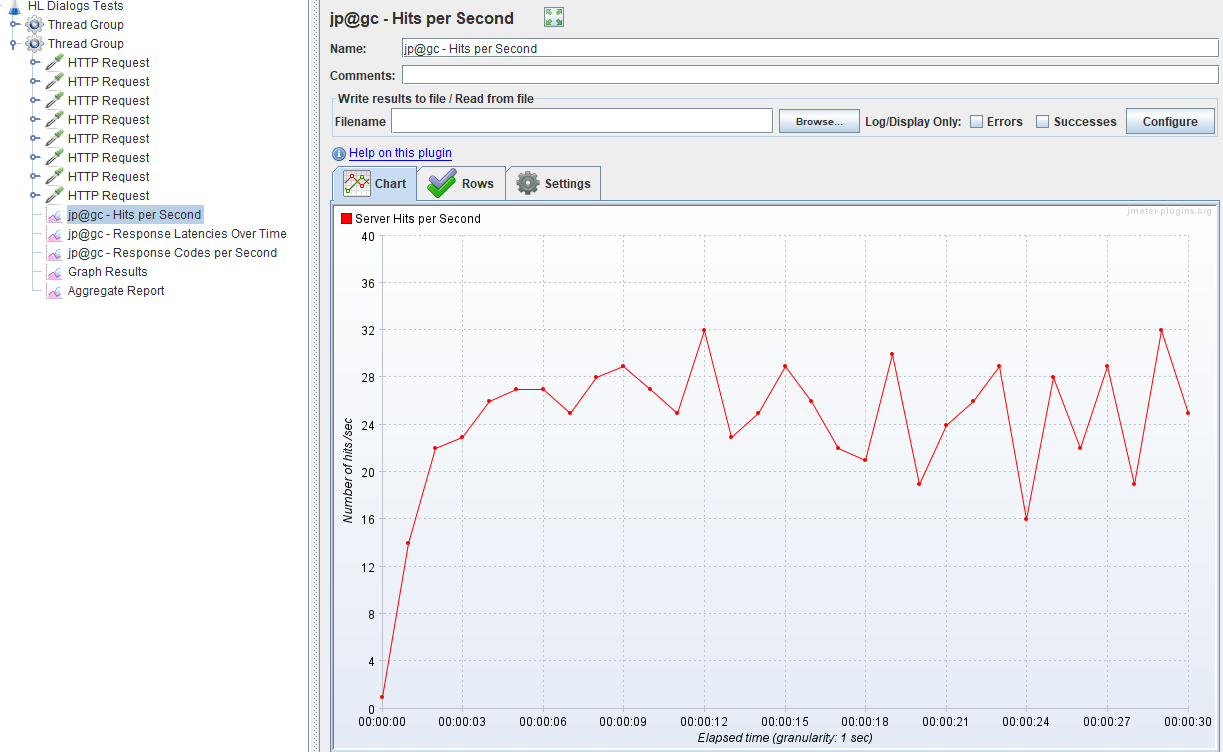 HL Dialogs Tests
Thread Group
Thread Group
HTTP Request
HTTP Request
HTTP Request
HTTP Request
HTTP Request
HTTP Request
HTTP Request
HTTP Request
jp@gc - Hits per Second
jp@gc - Response Latencies Over Time
jp@gc - Response Codes per Second
Graph Results
Aggregate Report
jp@gc - Hits per Second
Name: jp@gc - Hits per Second
Comments:
Write results to file / Read from file
Filename Browse... Log/Display Only: Errors Successes Configure
Help on this plugin
Chart Rows Settings
jmeter-plugins.org
Server Hits per Second
40
36
32
28
24
20
16
12
8
4
0
Number of hits /sec
00:00:00 00:00:03 00:00:06 00:00:09 00:00:12 00:00:15 00:00:18 00:00:21 00:00:24 00:00:27 00:00:30
Elapsed time (granularity: 1 sec)